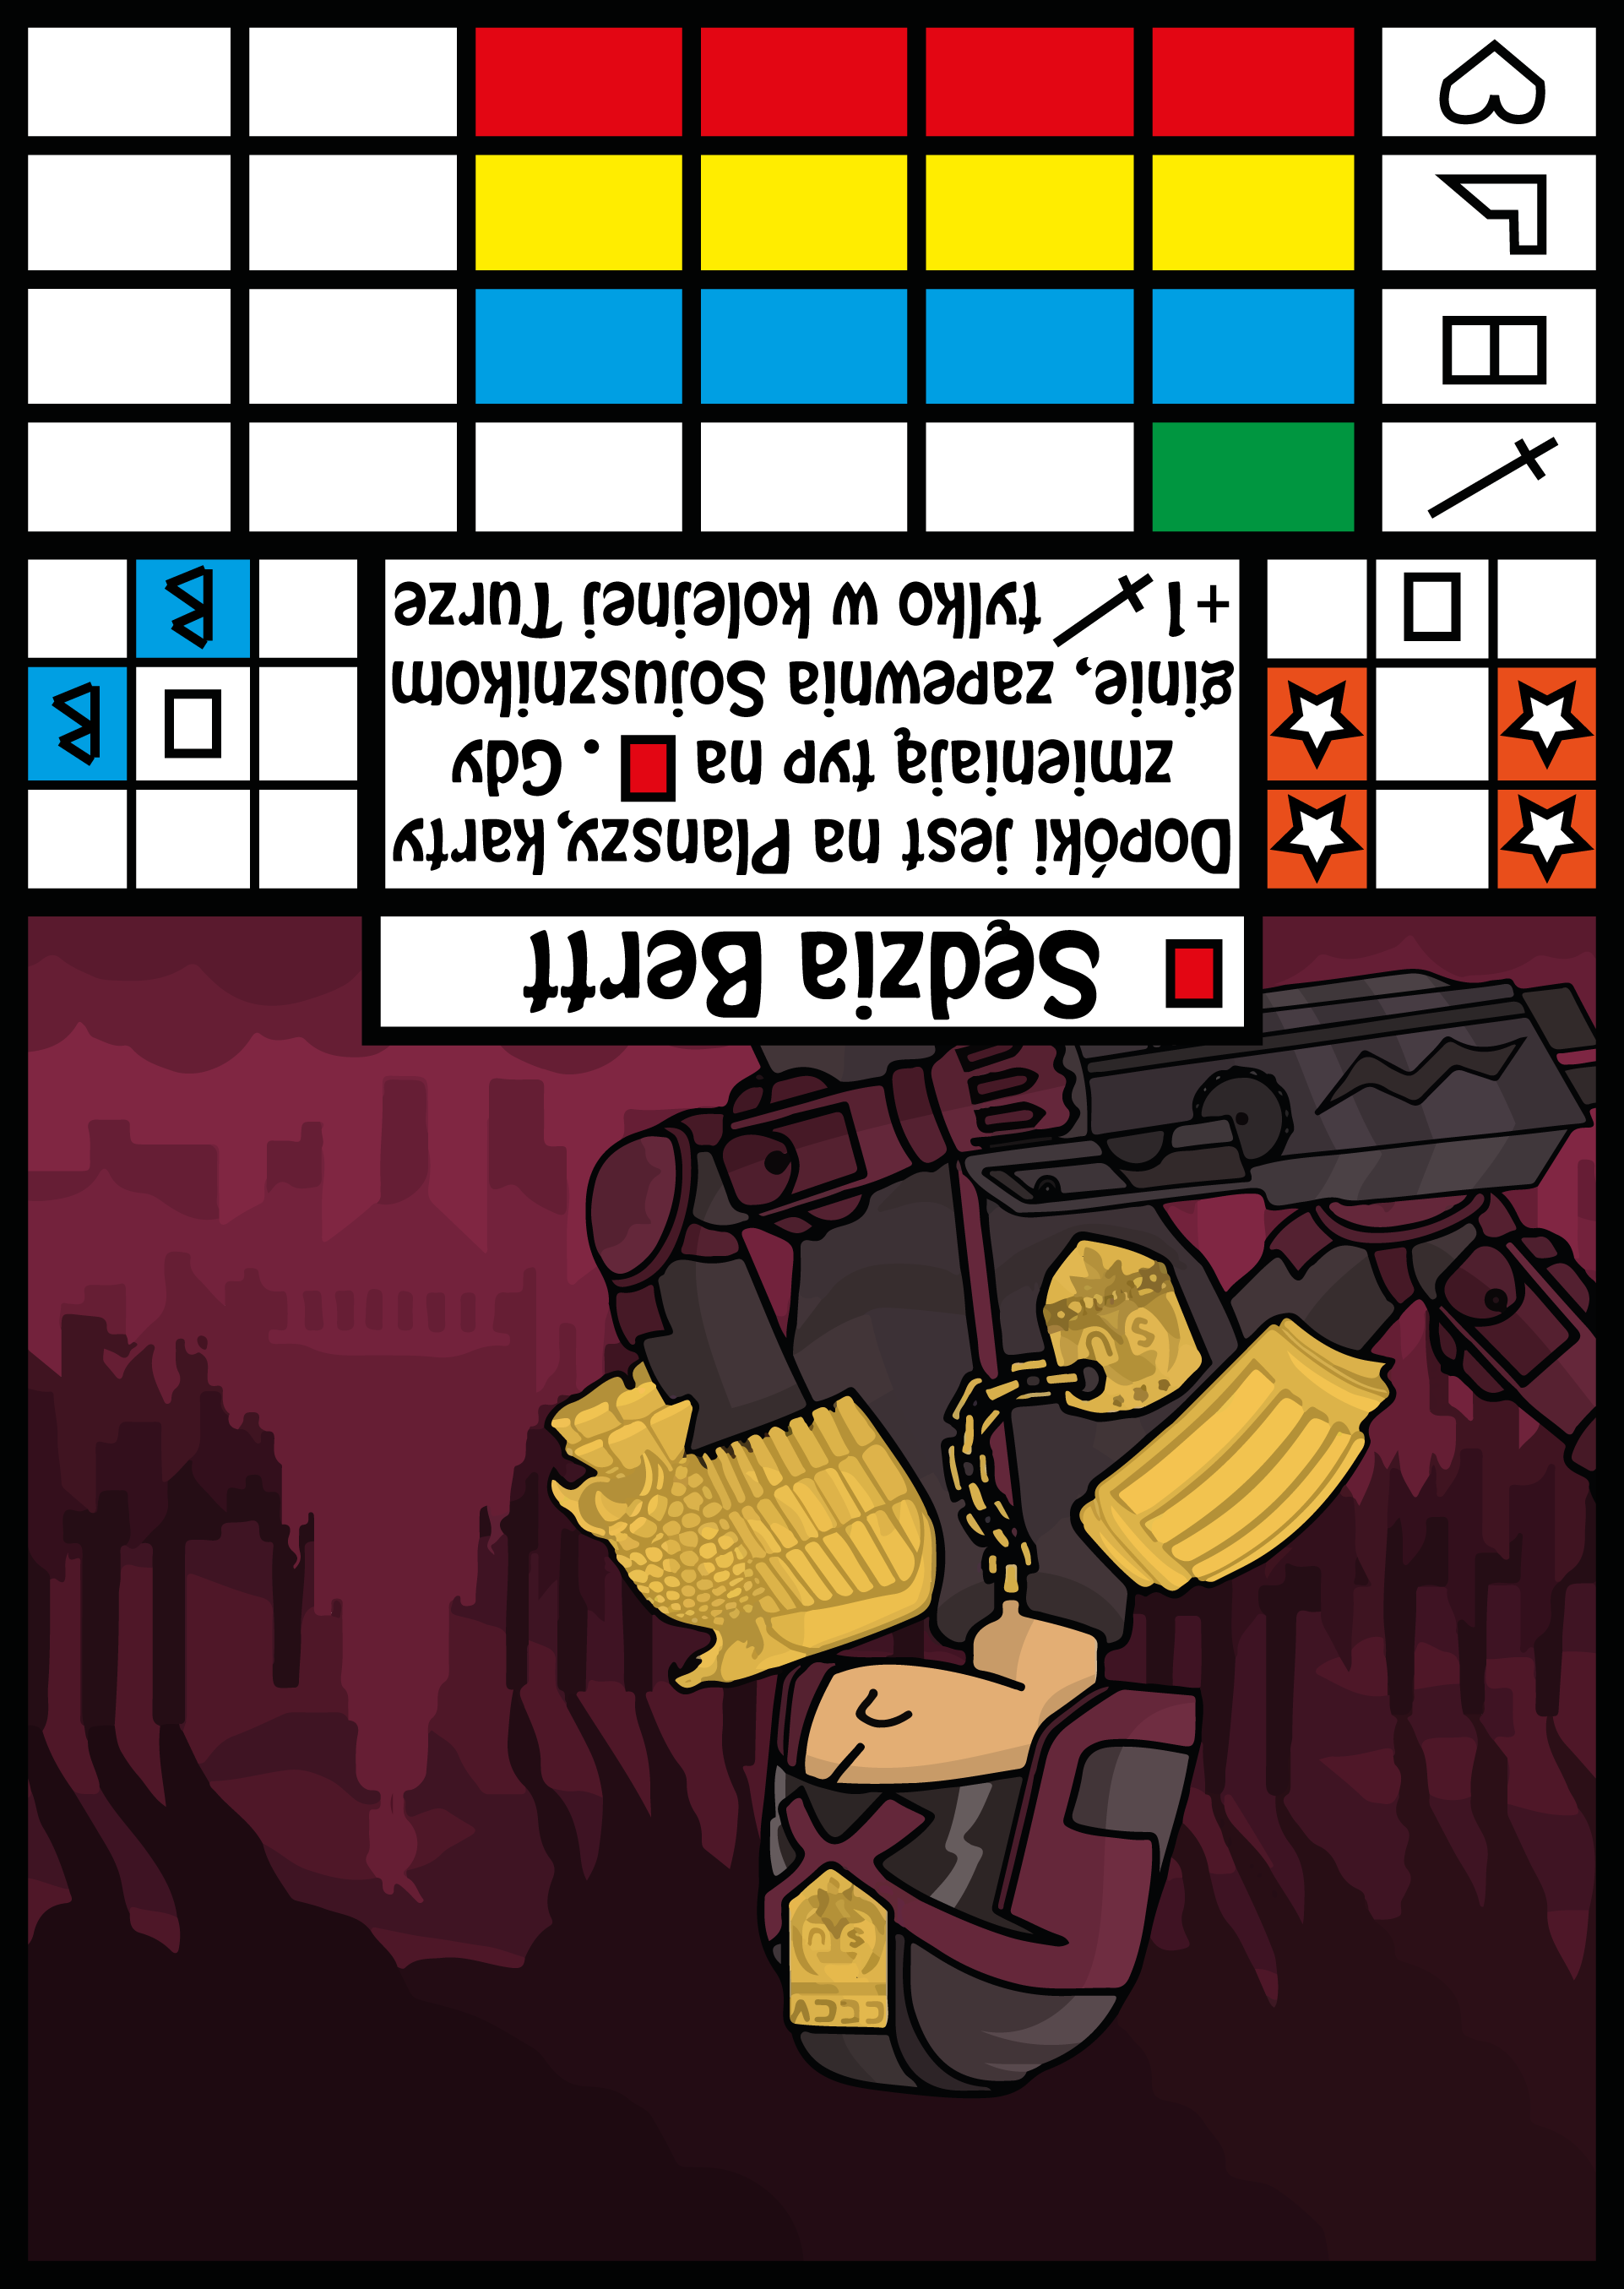 Sędzia Bertt
Dopóki jest na Planszy, karty
zmieniają typ na . Gdy
ginie, zapewnia Sojusznikom
+1 tylko w kolejnej Turze